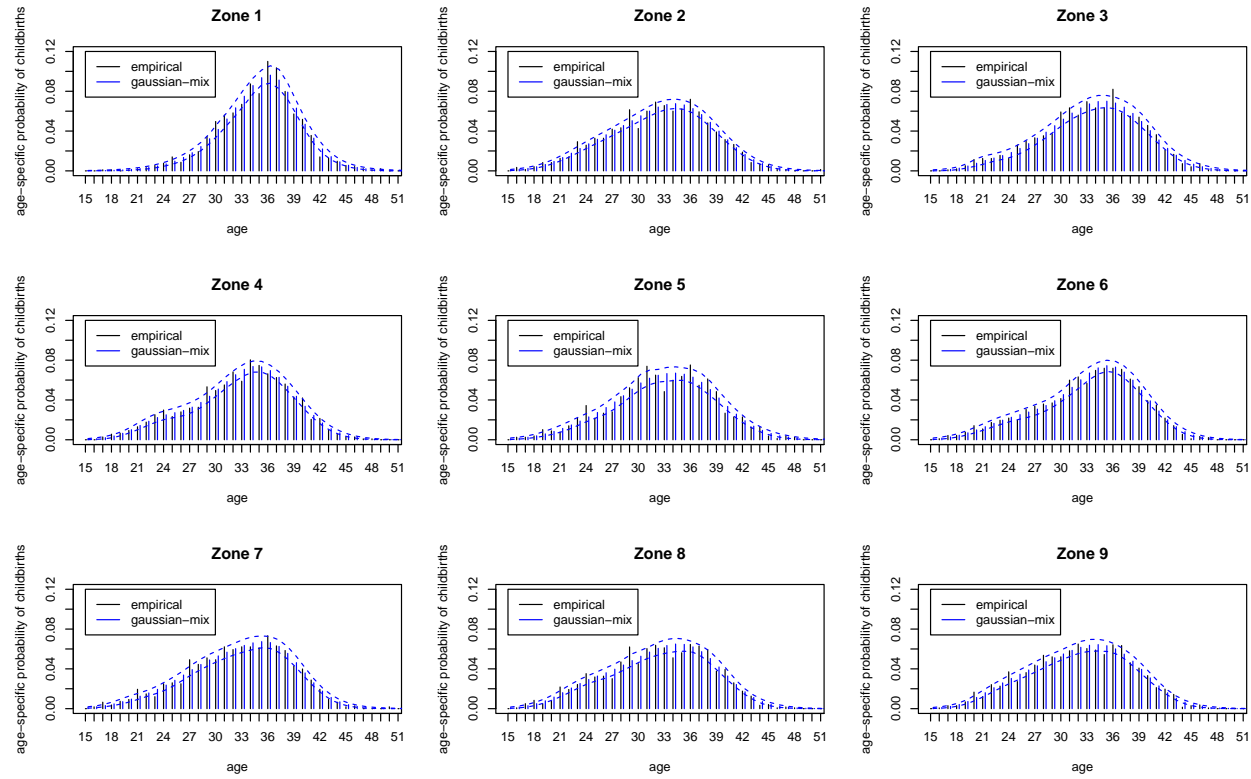 Zone 1
age-specific probability of childbirths
0.00 0.04 0.08 0.12
empirical
gaussian-mix
15 18 21 24 27 30 33 36 39 42 45 48 51
age
Zone 2
age-specific probability of childbirths
0.00 0.04 0.08 0.12
empirical
gaussian-mix
15 18 21 24 27 30 33 36 39 42 45 48 51
age
Zone 3
age-specific probability of childbirths
0.00 0.04 0.08 0.12
empirical
gaussian-mix
15 18 21 24 27 30 33 36 39 42 45 48 51
age
Zone 4
age-specific probability of childbirths
0.00 0.04 0.08 0.12
empirical
gaussian-mix
15 18 21 24 27 30 33 36 39 42 45 48 51
age
Zone 5
age-specific probability of childbirths
0.00 0.04 0.08 0.12
empirical
gaussian-mix
15 18 21 24 27 30 33 36 39 42 45 48 51
age
Zone 6
age-specific probability of childbirths
0.00 0.04 0.08 0.12
empirical
gaussian-mix
15 18 21 24 27 30 33 36 39 42 45 48 51
age
Zone 7
age-specific probability of childbirths
0.00 0.04 0.08 0.12
empirical
gaussian-mix
15 18 21 24 27 30 33 36 39 42 45 48 51
age
Zone 8
age-specific probability of childbirths
0.00 0.04 0.08 0.12
empirical
gaussian-mix
15 18 21 24 27 30 33 36 39 42 45 48 51
age
Zone 9
age-specific probability of childbirths
0.00 0.04 0.08 0.12
empirical
gaussian-mix
15 18 21 24 27 30 33 36 39 42 45 48 51
age